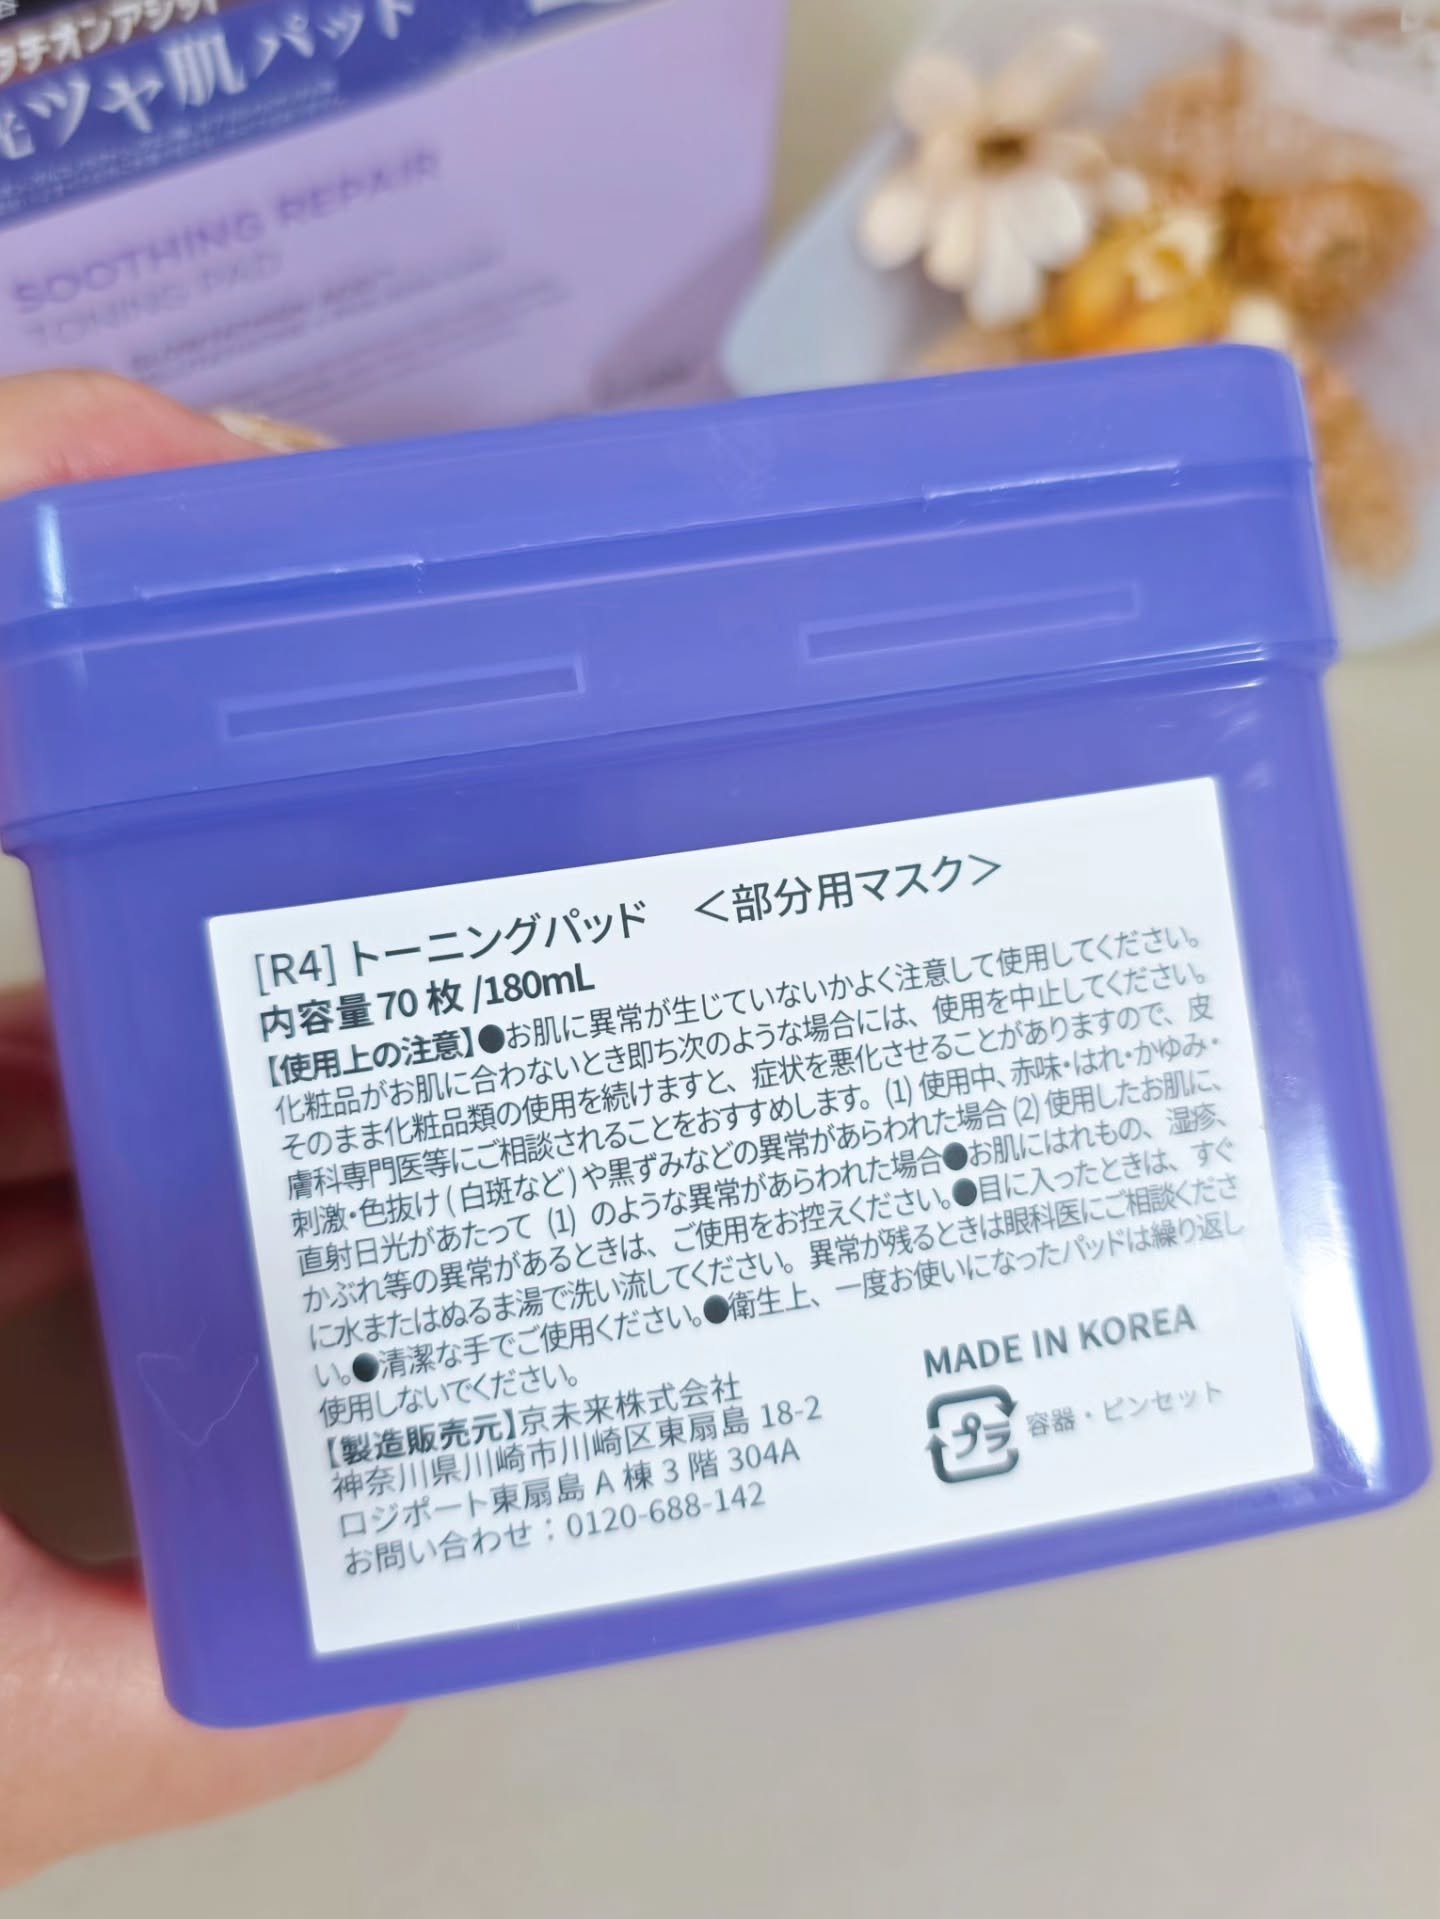 タチオンアシッド
ツヤ肌パッド
SOOTHING REPAIR
TONING PAD
[R4] トーニングパッド ＜部分用マスク＞
内容量 70 枚 /180mL
【使用上の注意】●お肌に異常が生じていないかよく注意して使用してください。
化粧品がお肌に合わないとき即ち次のような場合には、使用を中止してください。
そのまま化粧品類の使用を続けますと、症状を悪化させることがありますので、皮
膚科専門医等にご相談されることをおすすめします。(1) 使用中、赤味・はれ・かゆみ・
刺激・色抜け ( 白斑など ) や黒ずみなどの異常があらわれた場合 (2) 使用したお肌に、
直射日光があたって (1) のような異常があらわれた場合●お肌にはれもの、湿疹、
かぶれ等の異常があるときは、ご使用をお控えください。●目に入ったときは、すぐ
に水またはぬるま湯で洗い流してください。異常が残るときは眼科医にご相談くださ
い。●清潔な手でご使用ください。●衛生上、一度お使いになったパッドは繰り返し
使用しないでください。
【製造販売元】京未来株式会社
神奈川県川崎市川崎区東扇島 18-2
ロジポート東扇島 A 棟 3 階 304A
お問い合わせ：0120-688-142
MADE IN KOREA
プラ 容器・ピンセット